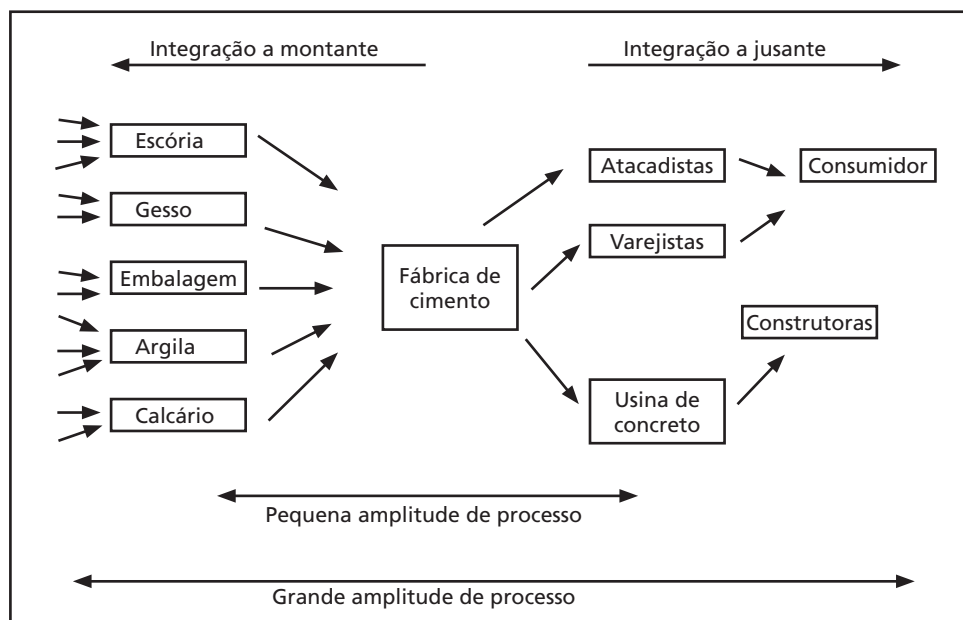 Integração a montante
Integração a jusante
Escória
Gesso
Embalagem
Argila
Calcário
Fábrica de
cimento
Atacadistas
Varejistas
Usina de
concreto
Consumidor
Construtoras
Pequena amplitude de processo
Grande amplitude de processo